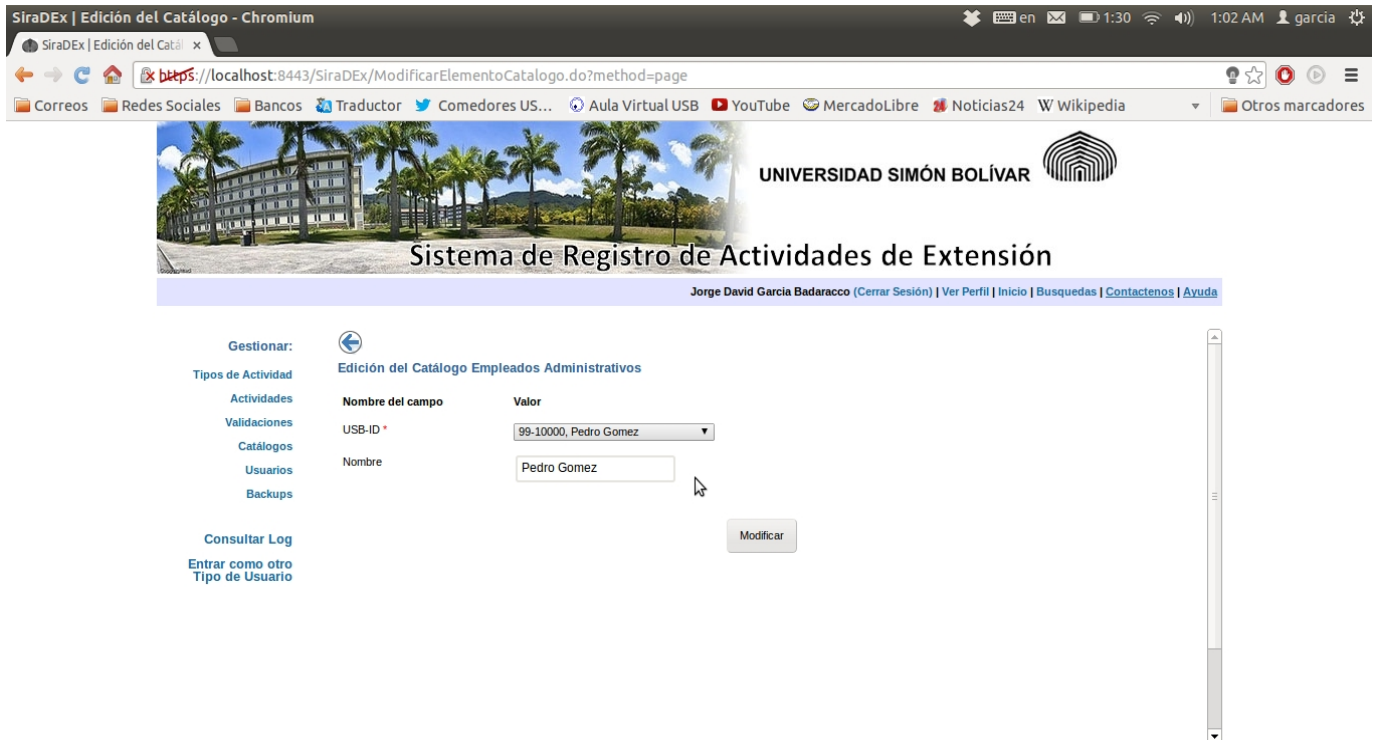 SiraDEx | Edición del Catálogo - Chromium
en 1:30 1:02 AM garcia
SiraDEx | Edición del Catál
https://localhost:8443/SiraDEx/ModificarElementoCatalogo.do?method=page
Correos Redes Sociales Bancos Traductor Comedores US... Aula Virtual USB YouTube MercadoLibre Noticias24 W Wikipedia Otros marcadores
UNIVERSIDAD SIMÓN BOLÍVAR
Sistema de Registro de Actividades de Extensión
Jorge David Garcia Badaracco (Cerrar Sesión) | Ver Perfil | Inicio | Busquedas | Contactenos | Ayuda
Gestionar:
Tipos de Actividad
Actividades
Validaciones
Catálogos
Usuarios
Backups
Consultar Log
Entrar como otro
Tipo de Usuario
Edición del Catálogo Empleados Administrativos
Nombre del campo Valor
USB-ID * 99-10000, Pedro Gomez
Nombre Pedro Gomez
Modificar